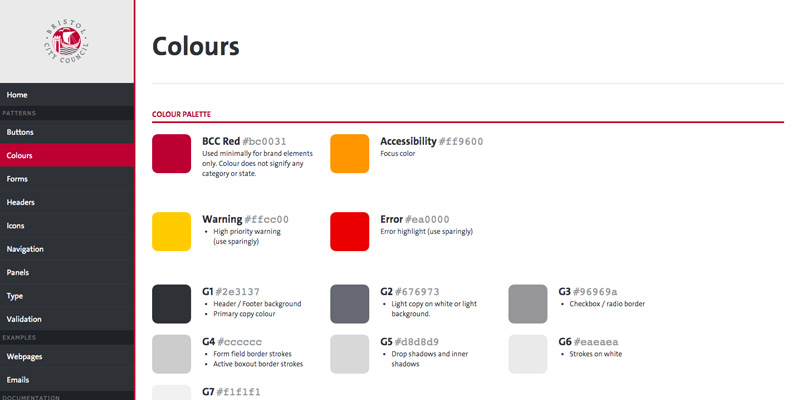 BRISTOL
CITY COUNCIL
Home
PATTERNS
Buttons
Colours
Forms
Headers
Icons
Navigation
Panels
Type
Validation
EXAMPLES
Webpages
Emails
DOCUMENTATION
Colours
COLOUR PALETTE
BCC Red #bc0031
Used minimally for brand elements
only. Colour does not signify any
category or state.
Accessibility #ff9600
Focus color
Warning #ffcc00
• High priority warning
(use sparingly)
Error #ea0000
Error highlight (use sparingly)
G1 #2e3137
• Header / Footer background
• Primary copy colour
G2 #676973
• Light copy on white or light
background.
G3 #96969a
• Checkbox / radio border
G4 #cccccc
• Form field border strokes
• Active boxout border strokes
G5 #d8d8d9
• Drop shadows and inner
shadows
G6 #eaeaea
• Strokes on white
G7 #f1f1f1